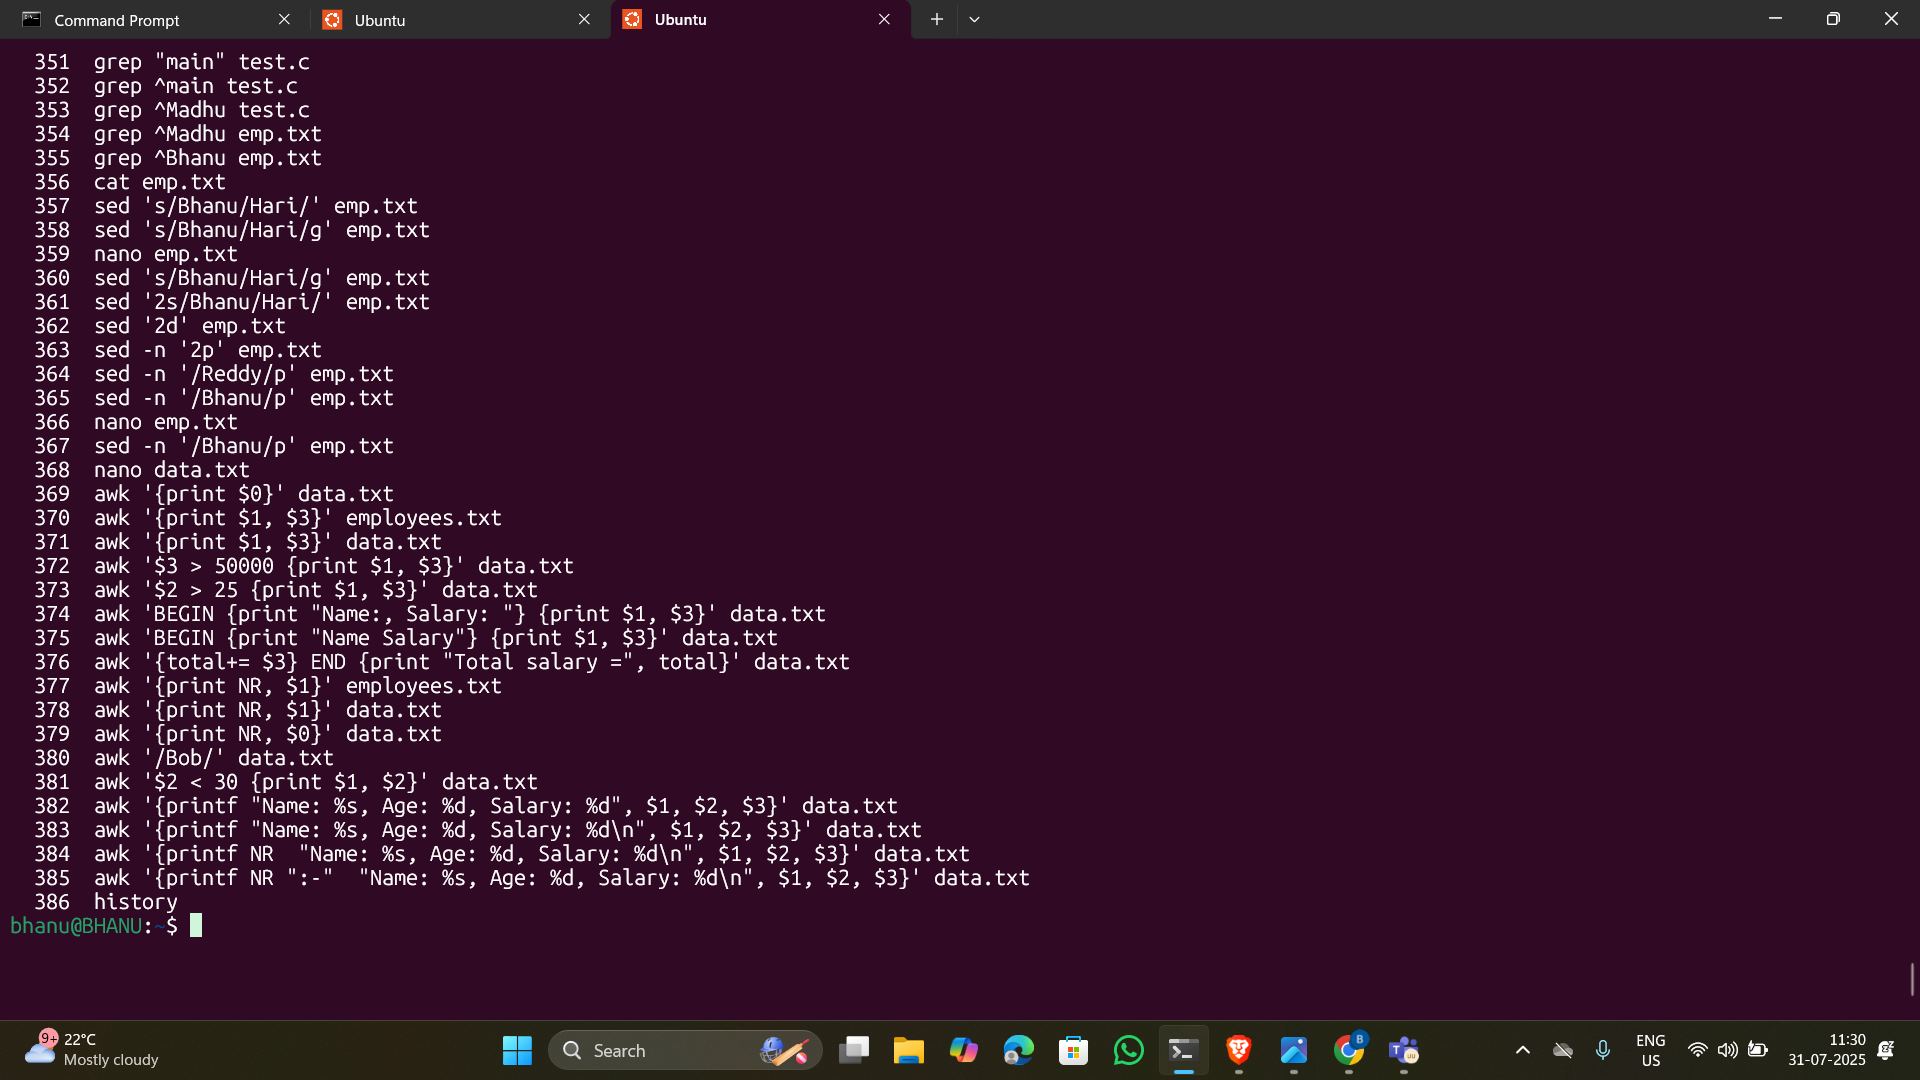 Command Prompt
Ubuntu
Ubuntu
351 grep "main" test.c
352 grep ^main test.c
353 grep ^Madhu test.c
354 grep ^Madhu emp.txt
355 grep ^Bhanu emp.txt
356 cat emp.txt
357 sed 's/Bhanu/Hari/' emp.txt
358 sed 's/Bhanu/Hari/g' emp.txt
359 nano emp.txt
360 sed 's/Bhanu/Hari/g' emp.txt
361 sed '2s/Bhanu/Hari/' emp.txt
362 sed '2d' emp.txt
363 sed -n '2p' emp.txt
364 sed -n '/Reddy/p' emp.txt
365 sed -n '/Bhanu/p' emp.txt
366 nano emp.txt
367 sed -n '/Bhanu/p' emp.txt
368 nano data.txt
369 awk '{print $0}' data.txt
370 awk '{print $1, $3}' employees.txt
371 awk '{print $1, $3}' data.txt
372 awk '$3 > 50000 {print $1, $3}' data.txt
373 awk '$2 > 25 {print $1, $3}' data.txt
374 awk 'BEGIN {print "Name:, Salary: "} {print $1, $3}' data.txt
375 awk 'BEGIN {print "Name Salary"} {print $1, $3}' data.txt
376 awk '{total+= $3} END {print "Total salary =", total}' data.txt
377 awk '{print NR, $1}' employees.txt
378 awk '{print NR, $1}' data.txt
379 awk '{print NR, $0}' data.txt
380 awk '/Bob/' data.txt
381 awk '$2 < 30 {print $1, $2}' data.txt
382 awk '{printf "Name: %s, Age: %d, Salary: %d", $1, $2, $3}' data.txt
383 awk '{printf "Name: %s, Age: %d, Salary: %d\n", $1, $2, $3}' data.txt
384 awk '{printf NR  "Name: %s, Age: %d, Salary: %d\n", $1, $2, $3}' data.txt
385 awk '{printf NR ":-"  "Name: %s, Age: %d, Salary: %d\n", $1, $2, $3}' data.txt
386 history
bhanu@BHANU:~$
9+
22°C
Mostly cloudy
Search
B
ENG
US
11:30
31-07-2025